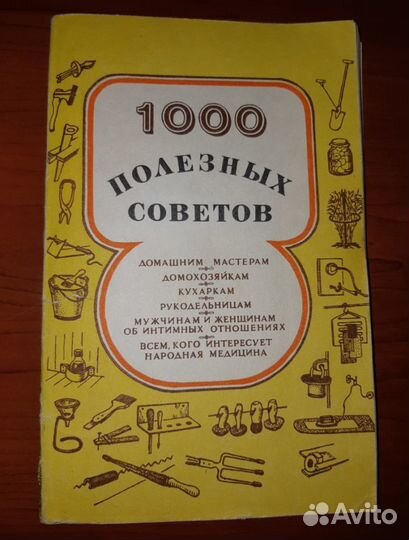 1000
ПОЛЕЗНЫХ
СОВЕТОВ
ДОМАШНИМ МАСТЕРАМ
ДОМОХОЗЯЙКАМ
КУХАРКАМ
РУКОДЕЛЬНИЦАМ
МУЖЧИНАМ И ЖЕНЩИНАМ
ОБ ИНТИМНЫХ ОТНОШЕНИЯХ
ВСЕМ, КОГО ИНТЕРЕСУЕТ
НАРОДНАЯ МЕДИЦИНА
Avito